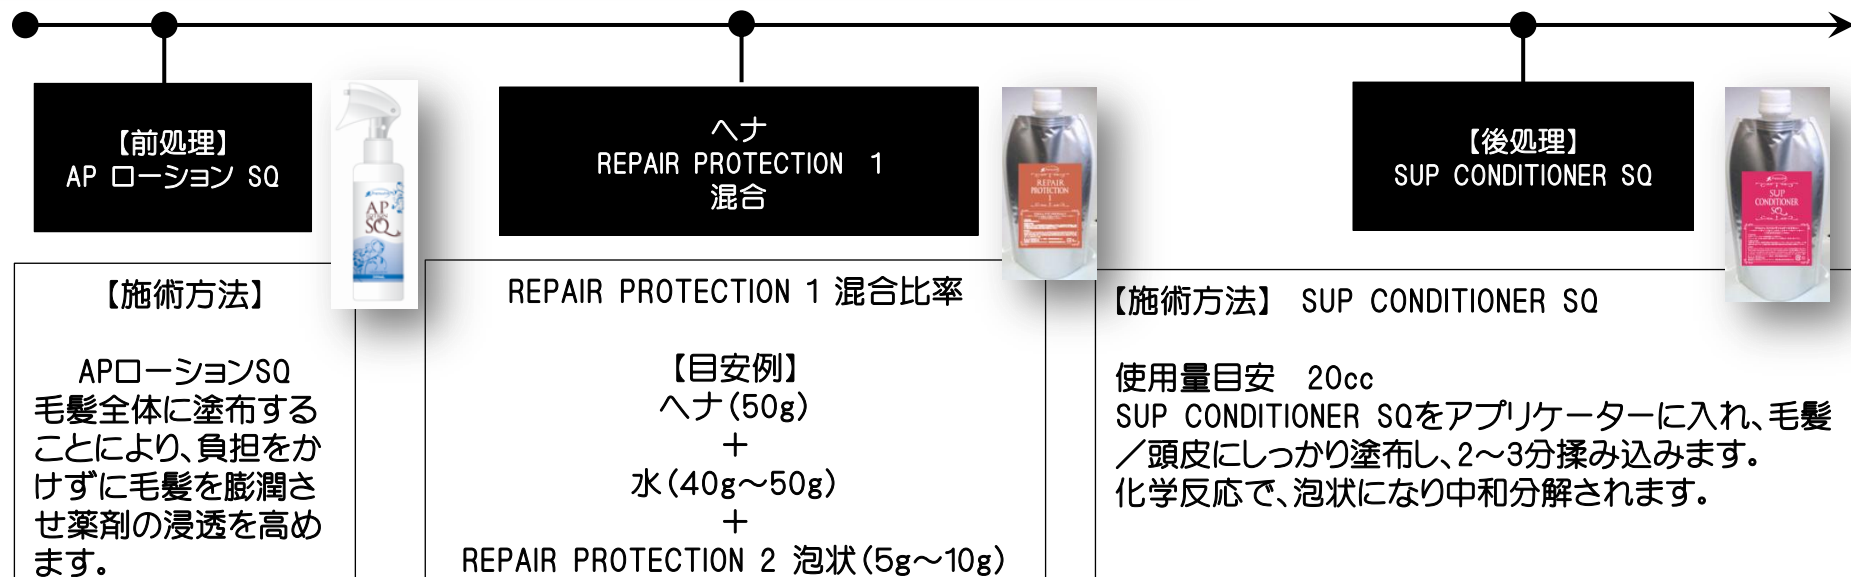 【前処理】
AP ローション SQ
AP
SQ
ヘナ
REPAIR PROTECTION 1
混合
REPAIR
PROTECTION
1
【後処理】
SUP CONDITIONER SQ
SUP
CONDITIONER
SQ
【施術方法】
APローションSQ
毛髪全体に塗布する
ことにより、負担をか
けずに毛髪を膨潤さ
せ薬剤の浸透を高め
ます。
REPAIR PROTECTION 1 混合比率
【目安例】
ヘナ(50g)
+
水(40g～50g)
+
REPAIR PROTECTION 2 泡状(5g～10g)
【施術方法】 SUP CONDITIONER SQ
使用量目安 20cc
SUP CONDITIONER SQをアプリケーターに入れ、毛髪
／頭皮にしっかり塗布し、2～3分揉み込みます。
化学反応で、泡状になり中和分解されます。